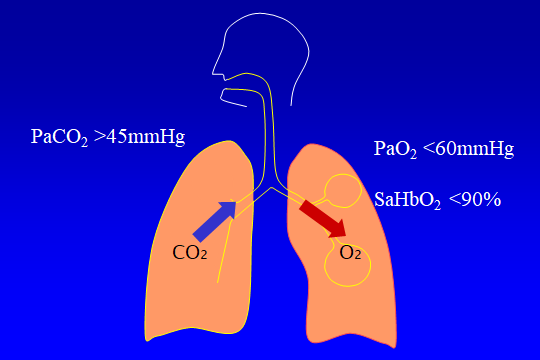 PaCO₂ >45mmHg
PaO₂ <60mmHg
SaHbO₂ <90%
CO₂
O₂